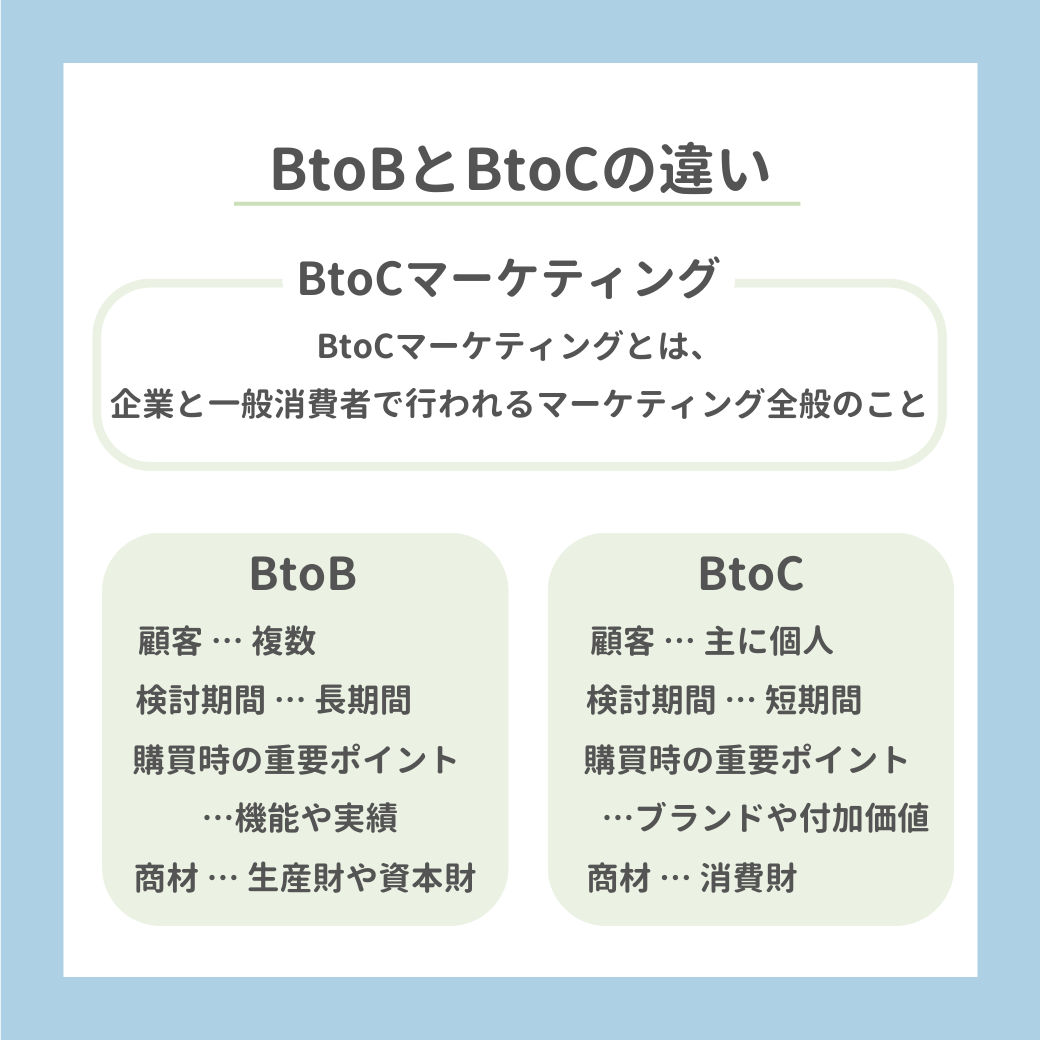 BtoBとBtoCの違い
BtoCマーケティング
BtoCマーケティングとは、
企業と一般消費者で行われるマーケティング全般のこと
BtoB
顧客 … 複数
検討期間 … 長期間
購買時の重要ポイント
…機能や実績
商材 … 生産財や資本財
BtoC
顧客 … 主に個人
検討期間 … 短期間
購買時の重要ポイント
…ブランドや付加価値
商材 … 消費財